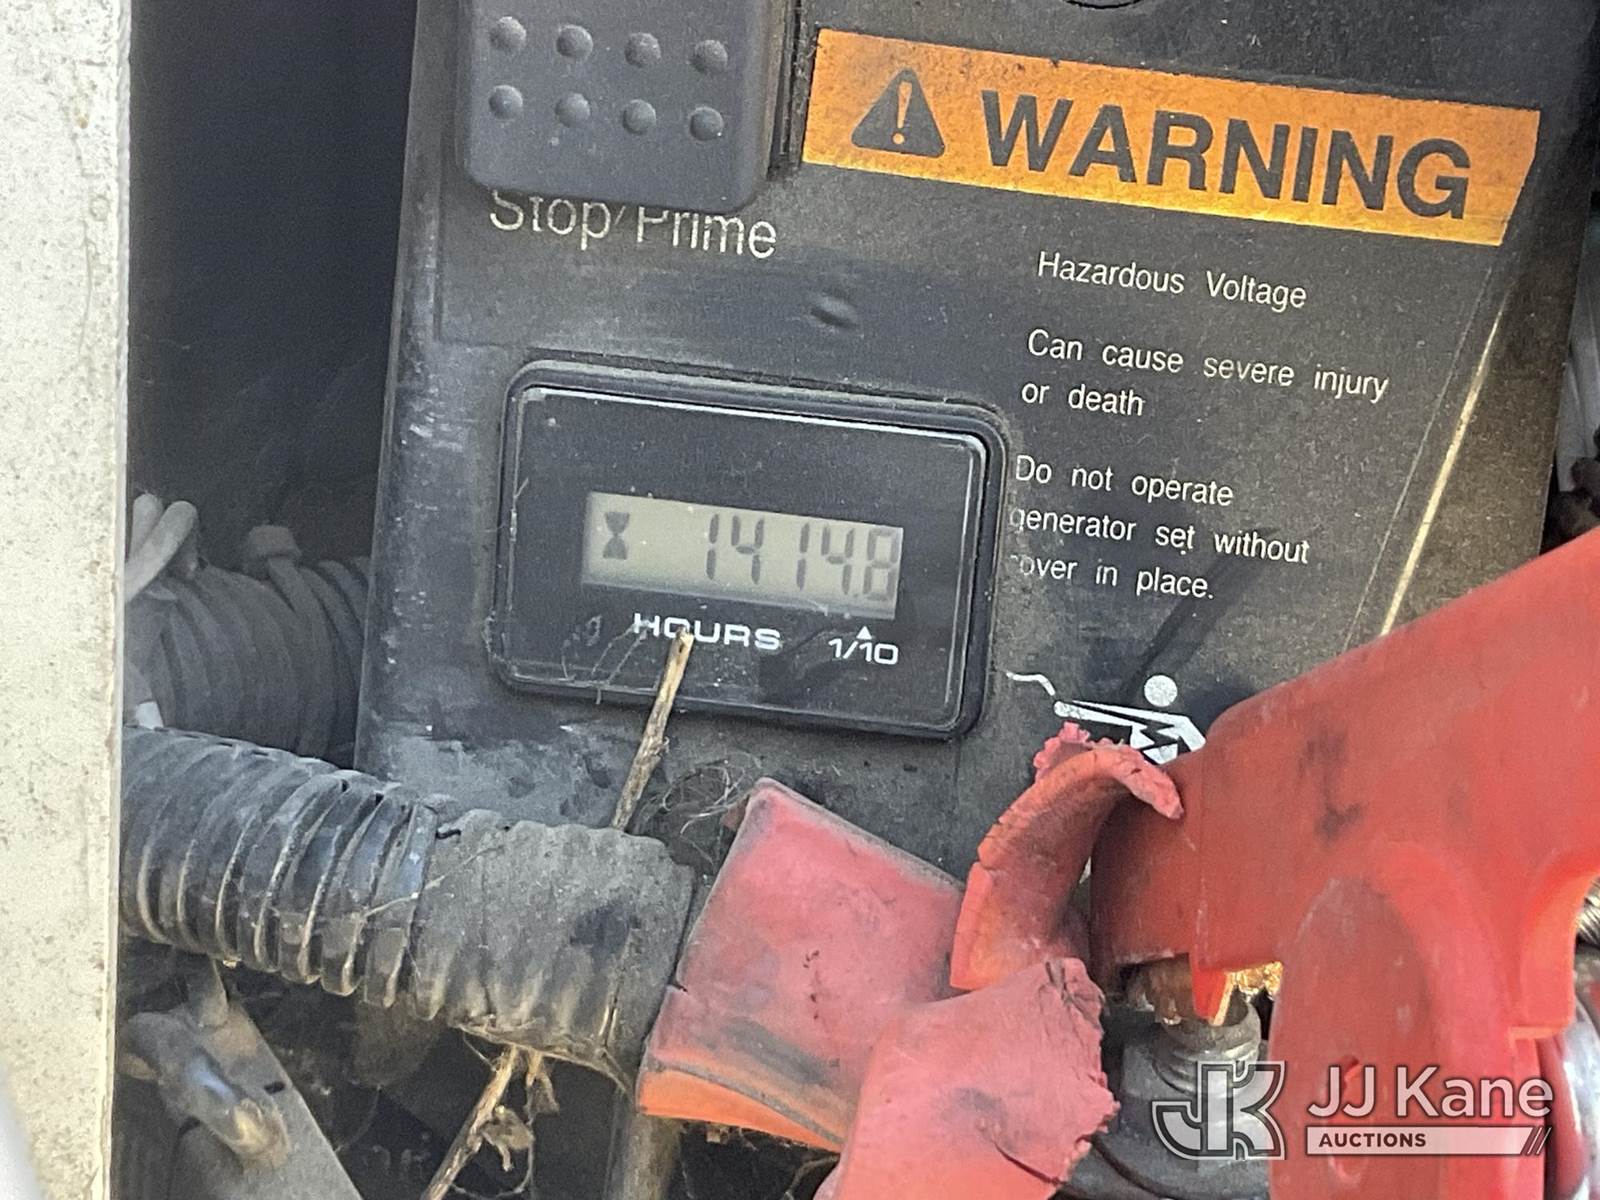 WARNING
Stop/Prime
Hazardous Voltage
Can cause severe injury
or death
Do not operate
generator set without
cover in place.
1414.8
HOURS 1/10
JJ Kane
AUCTIONS